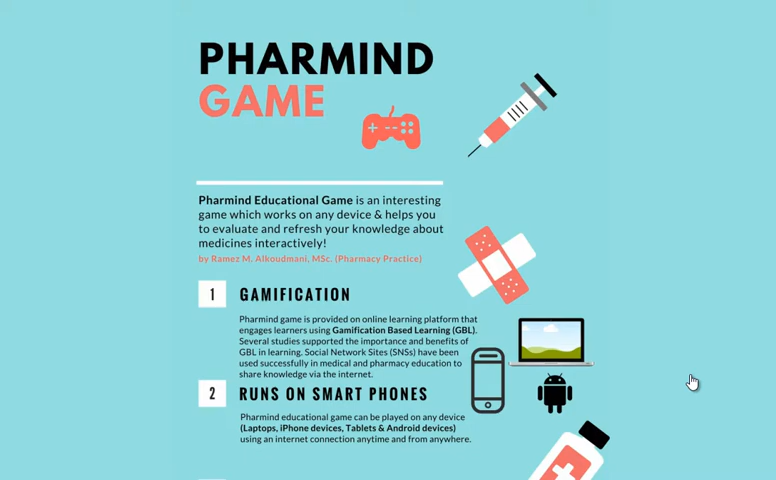 PHARMIND
GAME
Pharmind Educational Game is an interesting
game which works on any device & helps you
to evaluate and refresh your knowledge about
medicines interactively!
by Ramez M. Alkoudmani, MSc. (Pharmacy Practice)
1 GAMIFICATION
Pharmind game is provided on online learning platform that
engages learners using Gamification Based Learning (GBL).
Several studies supported the importance and benefits of
GBL in learning. Social Network Sites (SNSs) have been
used successfully in medical and pharmacy education to
share knowledge via the internet.
2 RUNS ON SMART PHONES
Pharmind educational game can be played on any device
(Laptops, iPhone devices, Tablets & Android devices)
using an internet connection anytime and from anywhere.